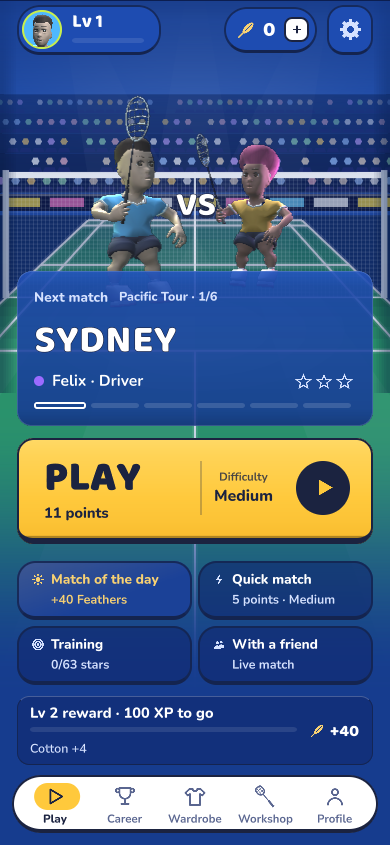 Lv 1
0
+
VS
Next match Pacific Tour · 1/6
SYDNEY
Felix · Driver
PLAY
11 points
Difficulty
Medium
Match of the day
+40 Feathers
Quick match
5 points · Medium
Training
0/63 stars
With a friend
Live match
Lv 2 reward · 100 XP to go
+40
Cotton +4
Play
Career
Wardrobe
Workshop
Profile